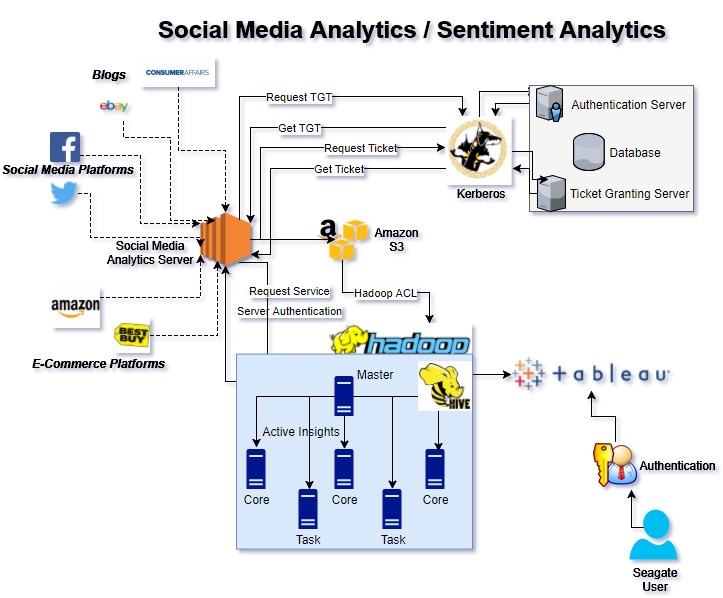 Social Media Analytics / Sentiment Analytics
Blogs
CONSUMERAFFAIRS
ebay
Social Media Platforms
Request TGT
Get TGT
Request Ticket
Get Ticket
Kerberos
Authentication Server
Database
Ticket Granting Server
Social Media
Analytics Server
a
Amazon
S3
Request Service
Hadoop ACL
Server Authentication
amazon
BEST
BUY
E-Commerce Platforms
hadoop
Master
HIVE
Active Insights
Core
Core
Core
Task
Task
+ableau
Authentication
Seagate
User